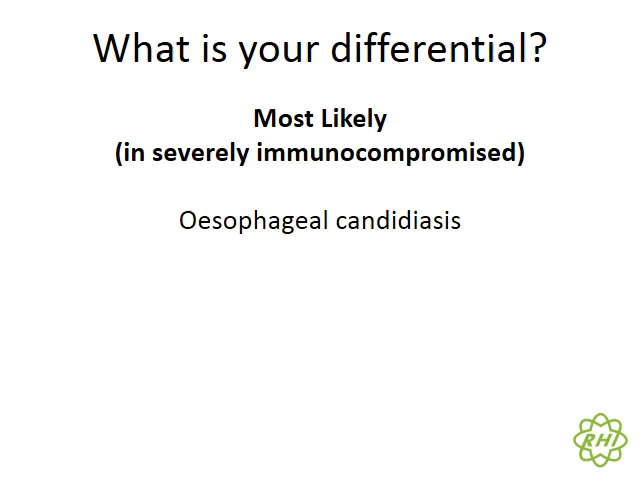 What is your differential?
Most Likely
(in severely immunocompromised)
Oesophageal candidiasis
RHI